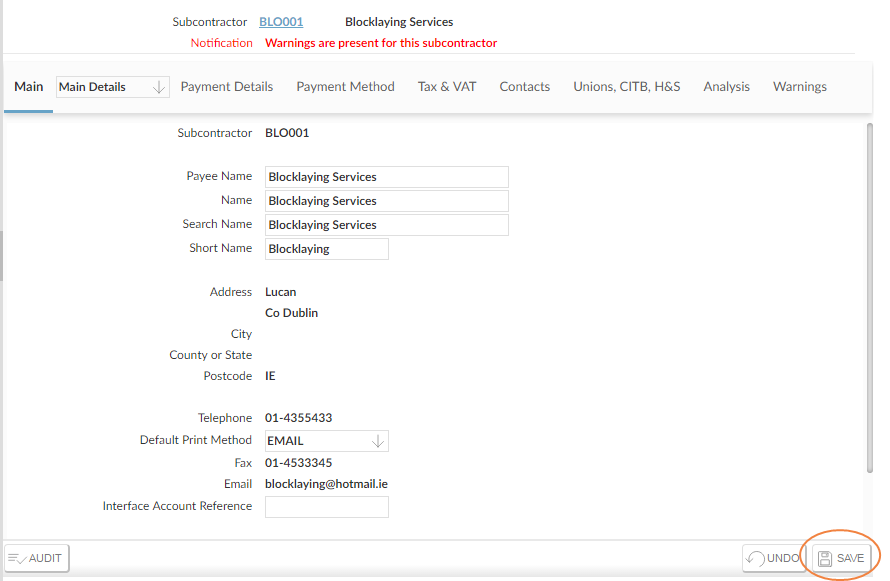 Subcontractor BLO001 Blocklaying Services
Notification Warnings are present for this subcontractor
Main Main Details Payment Details Payment Method Tax & VAT Contacts Unions, CITB, H&S Analysis Warnings
Subcontractor BLO001
Payee Name Blocklaying Services
Name Blocklaying Services
Search Name Blocklaying Services
Short Name Blocklaying
Address Lucan
Co Dublin
City
County or State
Postcode IE
Telephone 01-4355433
Default Print Method EMAIL
Fax 01-4533345
Email blocklaying@hotmail.ie
Interface Account Reference
AUDIT UNDO SAVE